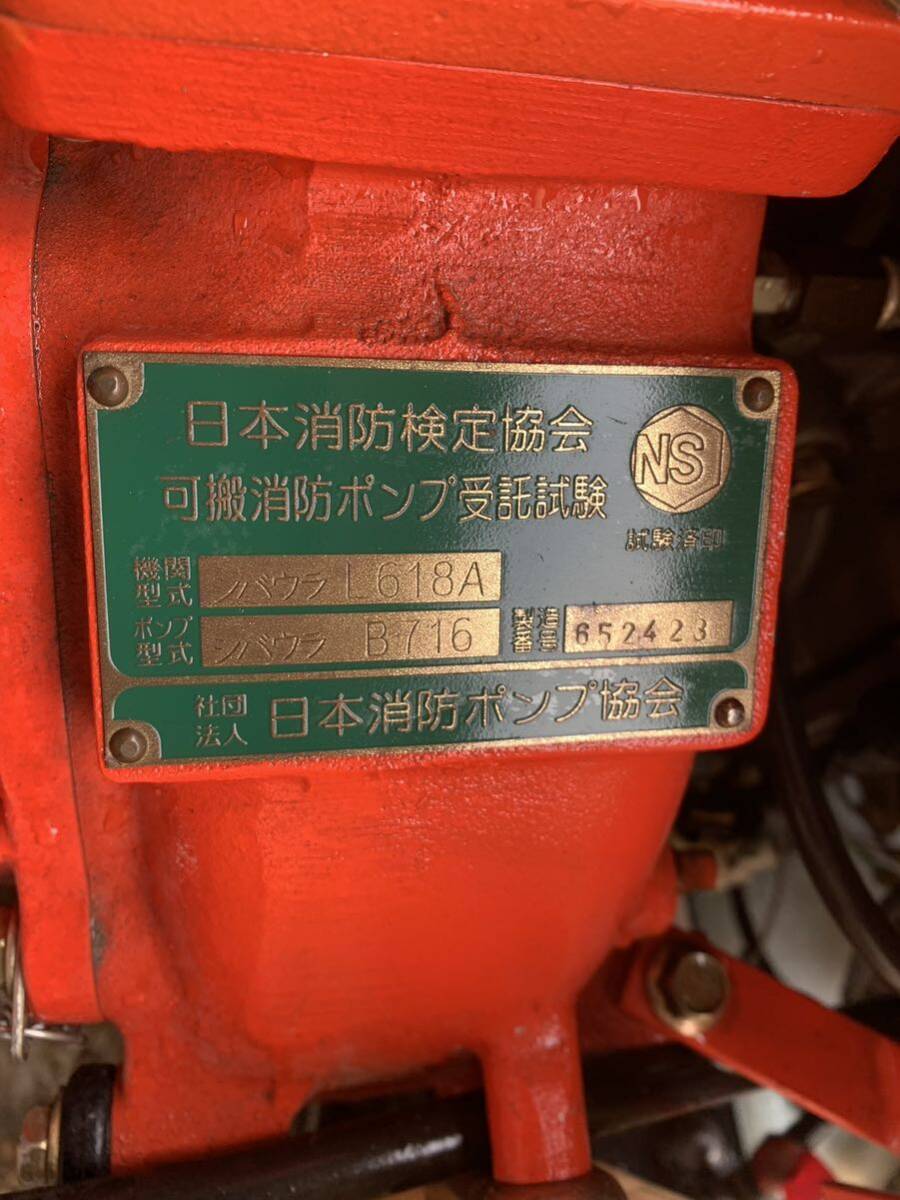 日本消防検定協会
可搬消防ポンプ受託試験
NS
試験済印
機関型式 シバウラ L618A
ポンプ型式 シバウラ B716 製造番号 652423
社団法人 日本消防ポンプ協会